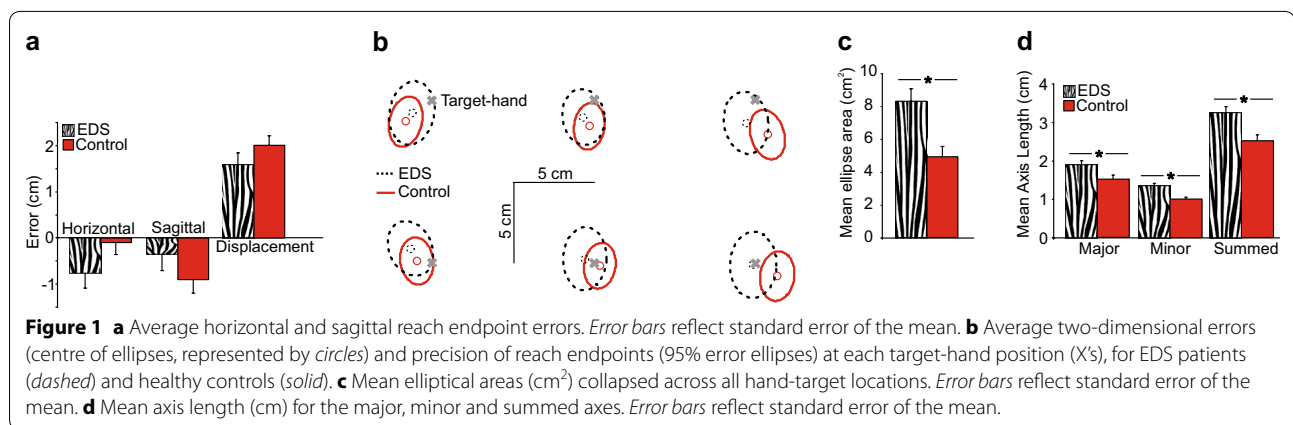 a
EDS
Control
Error (cm)
2
1
0
-1
Horizontal
Sagittal
Displacement
b
Target-hand
EDS
Control
5 cm
5 cm
c
Mean ellipse area (cm²)
10
8
6
4
2
0
*
d
EDS
Control
Mean Axis Length (cm)
4
3
2
1
0
*
*
*
Major
Minor
Summed
Figure 1 a Average horizontal and sagittal reach endpoint errors. Error bars reflect standard error of the mean. b Average two-dimensional errors
(centre of ellipses, represented by circles) and precision of reach endpoints (95% error ellipses) at each target-hand position (X's), for EDS patients
(dashed) and healthy controls (solid). c Mean elliptical areas (cm²) collapsed across all hand-target locations. Error bars reflect standard error of the
mean. d Mean axis length (cm) for the major, minor and summed axes. Error bars reflect standard error of the mean.